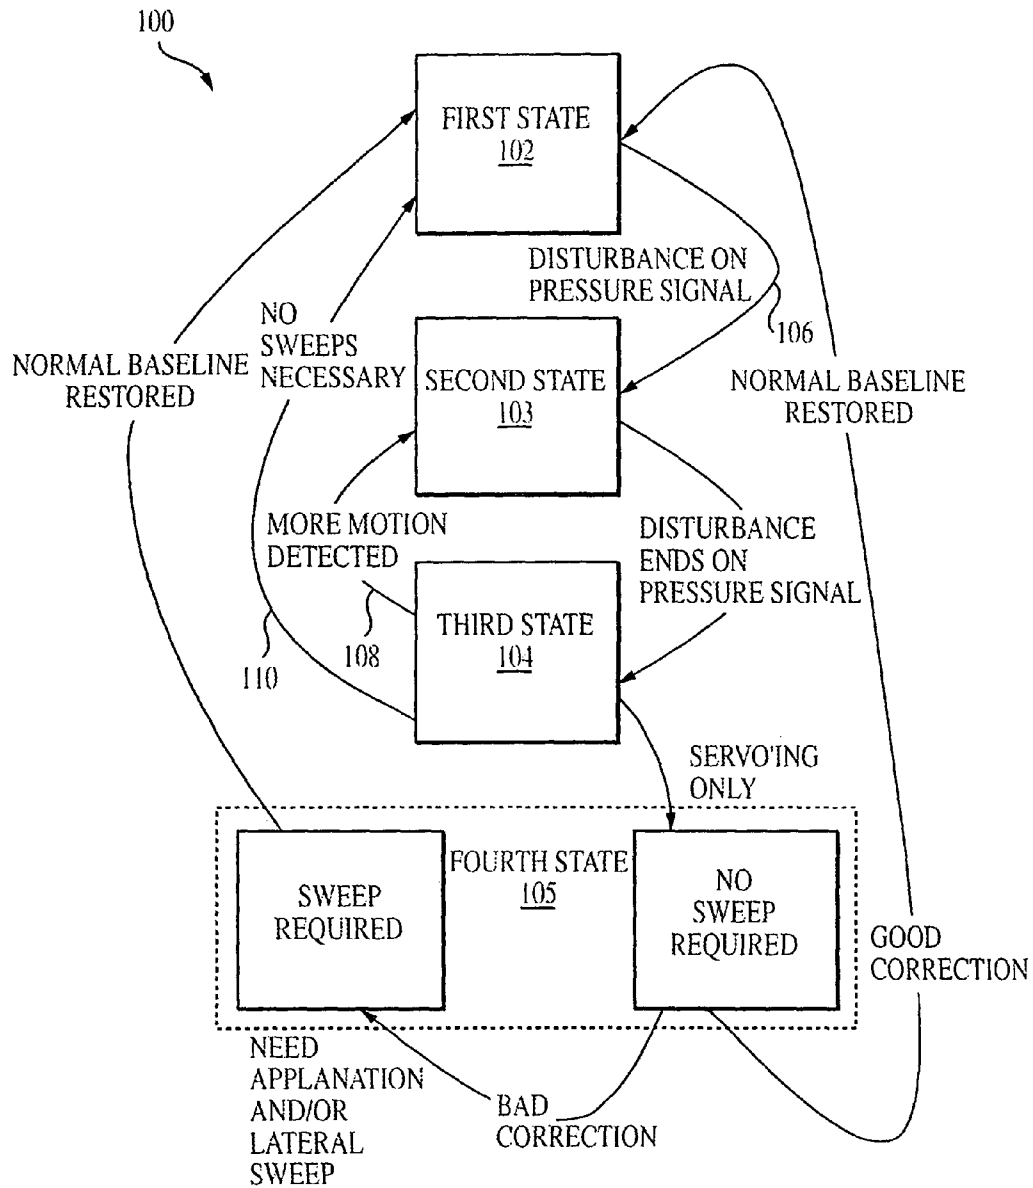 100
FIRST STATE
102
DISTURBANCE ON
PRESSURE SIGNAL
106
NO
SWEEPS
NECESSARY
NORMAL BASELINE
RESTORED
SECOND STATE
103
NORMAL BASELINE
RESTORED
MORE MOTION
DETECTED
DISTURBANCE
ENDS ON
PRESSURE SIGNAL
THIRD STATE
104
108
110
SERVO'ING
ONLY
SWEEP
REQUIRED
FOURTH STATE
105
NO
SWEEP
REQUIRED
GOOD
CORRECTION
NEED
APPLANATION
AND/OR
LATERAL
SWEEP
BAD
CORRECTION